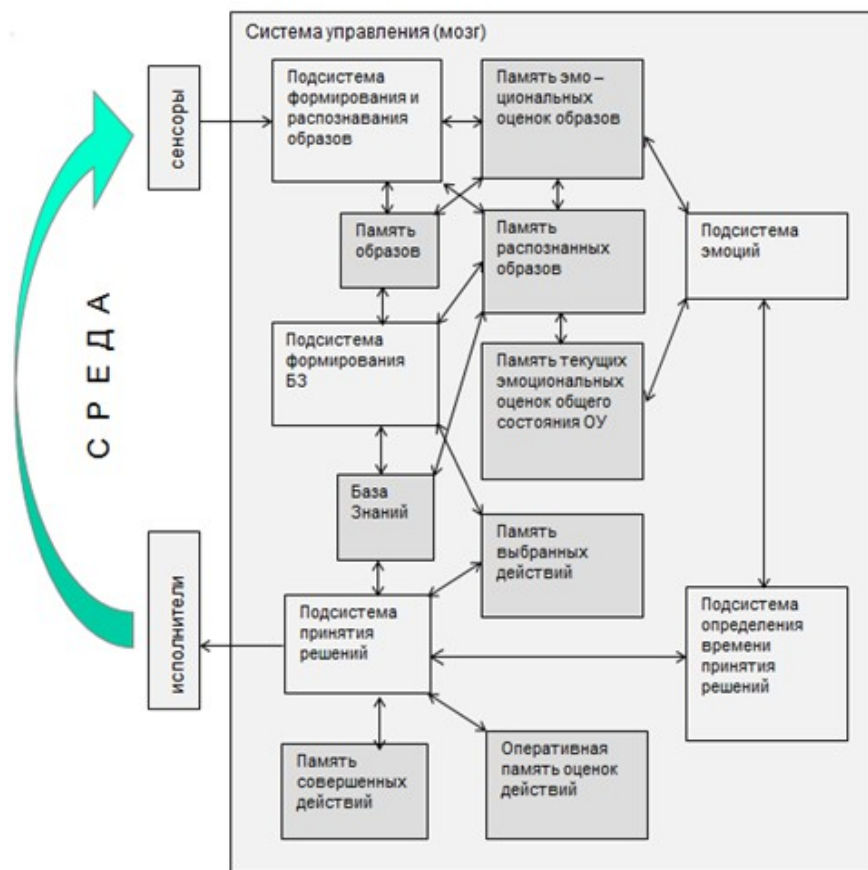 Система управления (мозг)
сенсоры
Подсистема
формирования и
распознавания
образов
Память эмо –
циональных
оценок образов
Память
образов
Память
распознанных
образов
Подсистема
эмоций
СРЕДА
Подсистема
формирования
БЗ
Память текущих
эмоциональных
оценок общего
состояния ОУ
База
Знаний
Память
выбранных
действий
исполнители
Подсистема
принятия
решений
Подсистема
определения
времени
принятия
решений
Память
совершенных
действий
Оперативная
память оценок
действий